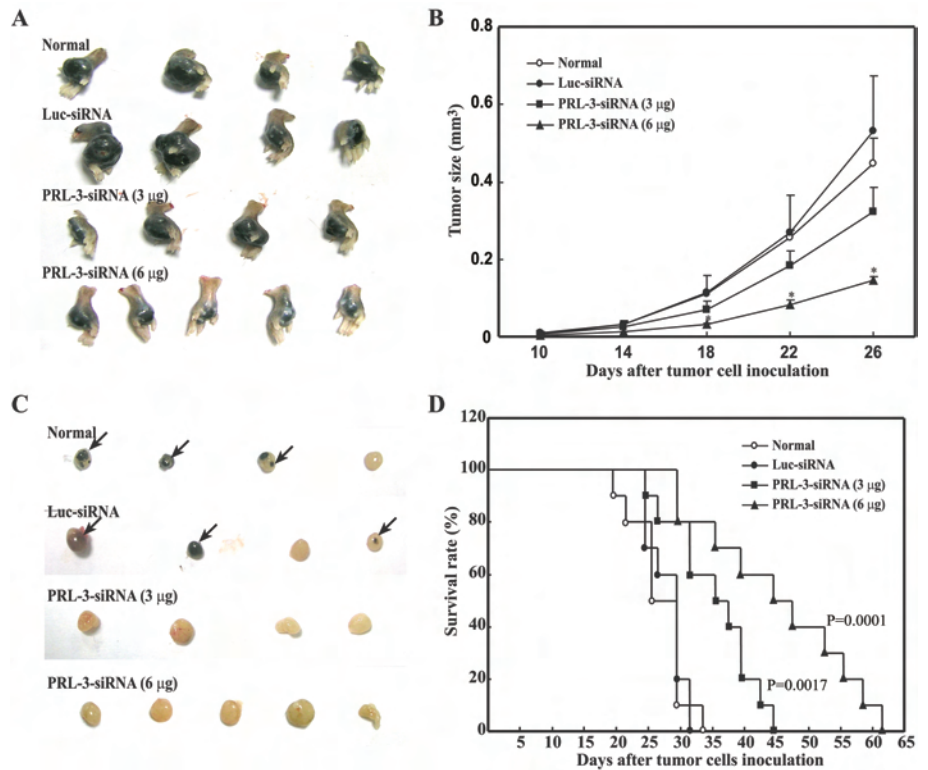 A
Normal
Luc-siRNA
PRL-3-siRNA (3 μg)
PRL-3-siRNA (6 μg)
B
0.8
0.6
0.4
0.2
0
Tumor size (mm3)
Normal
Luc-siRNA
PRL-3-siRNA (3 μg)
PRL-3-siRNA (6 μg)
*
*
*
10 14 18 22 26
Days after tumor cell inoculation
C
Normal
Luc-siRNA
PRL-3-siRNA (3 μg)
PRL-3-siRNA (6 μg)
D
120
100
80
60
40
20
0
Survival rate (%)
Normal
Luc-siRNA
PRL-3-siRNA (3 μg)
PRL-3-siRNA (6 μg)
P=0.0001
P=0.0017
5 15 20 25 30 35 40 45 50 55 60 65
Days after tumor cells inoculation